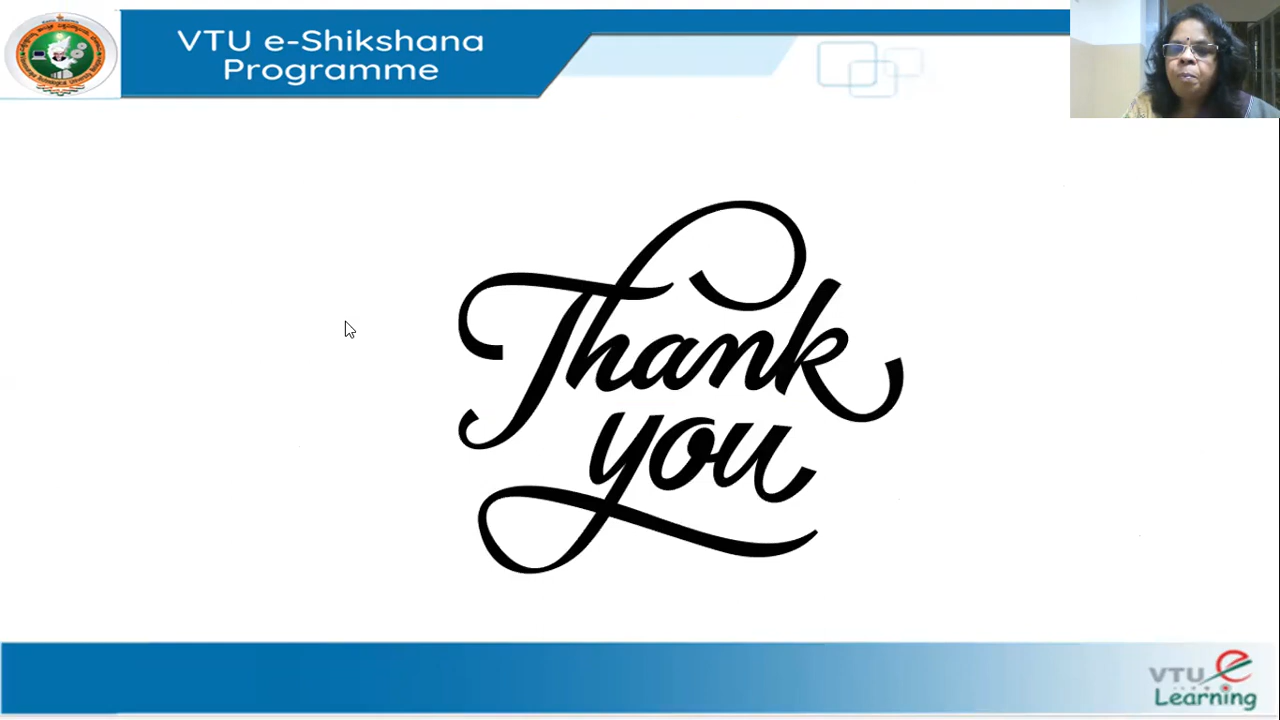 VTU e-Shikshana
Programme
Thank
you
VTU e
Learning